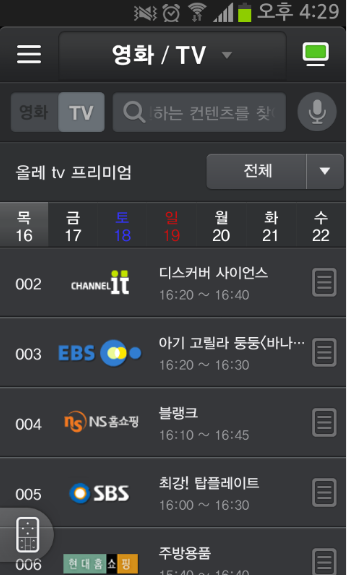 오후 4:29
영화 / TV
영화 TV 하는 컨텐츠를 찾
올레 tv 프리미엄 전체
목 금 토 일 월 화 수
16 17 18 19 20 21 22
002 CHANNEL it 디스커버 사이언스
16:20 ~ 16:40
003 EBS 아기 고릴라 둥둥<바나...
16:20 ~ 16:30
004 NS홈쇼핑 블랭크
16:10 ~ 16:45
005 SBS 최강! 탑플레이트
16:00 ~ 16:30
006 현대홈쇼핑 주방용품
15:40 ~ 16:40